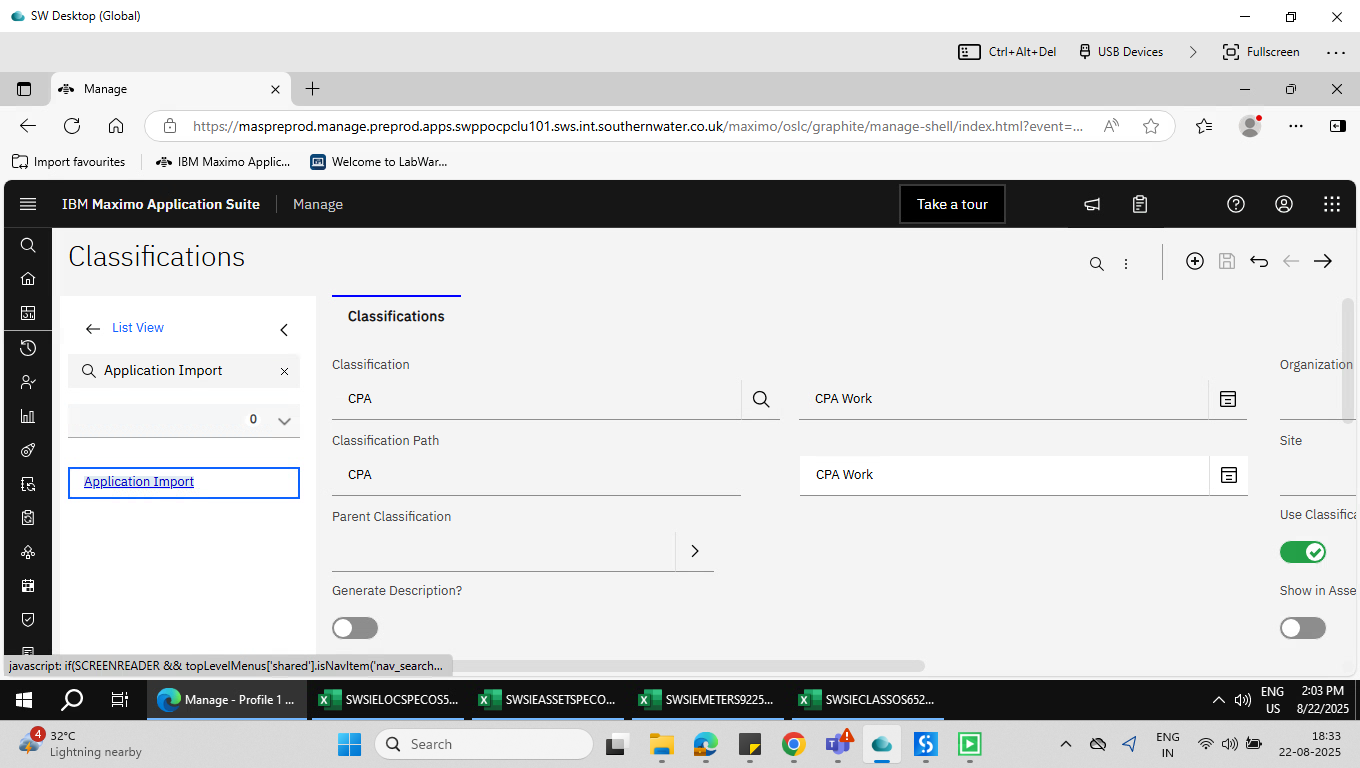 SW Desktop (Global)
Ctrl+Alt+Del
USB Devices
Fullscreen
Manage
https://maspreprod.manage.preprod.apps.swppocpclu101.sws.int.southernwater.co.uk/maximo/oslc/graphite/manage-shell/index.html?event=...
Import favourites
IBM Maximo Applic...
Welcome to LabWar...
IBM Maximo Application Suite
Manage
Take a tour
Classifications
List View
Application Import
0
Application Import
Classifications
Classification
Organization
CPA
CPA Work
Classification Path
Site
CPA
CPA Work
Parent Classification
Use Classifica
Generate Description?
Show in Asse
javascript: if(SCREENREADER && topLevelMenus['shared'].isNavItem('nav_search...
Manage - Profile 1 ...
SWSIELOCSPECOS5...
SWSIEASSETSPECO...
SWSIEMETERS9225...
SWSIECLASSOS652...
ENG
US
2:03 PM
8/22/2025
4
32°C
Lightning nearby
Search
ENG
IN
18:33
22-08-2025